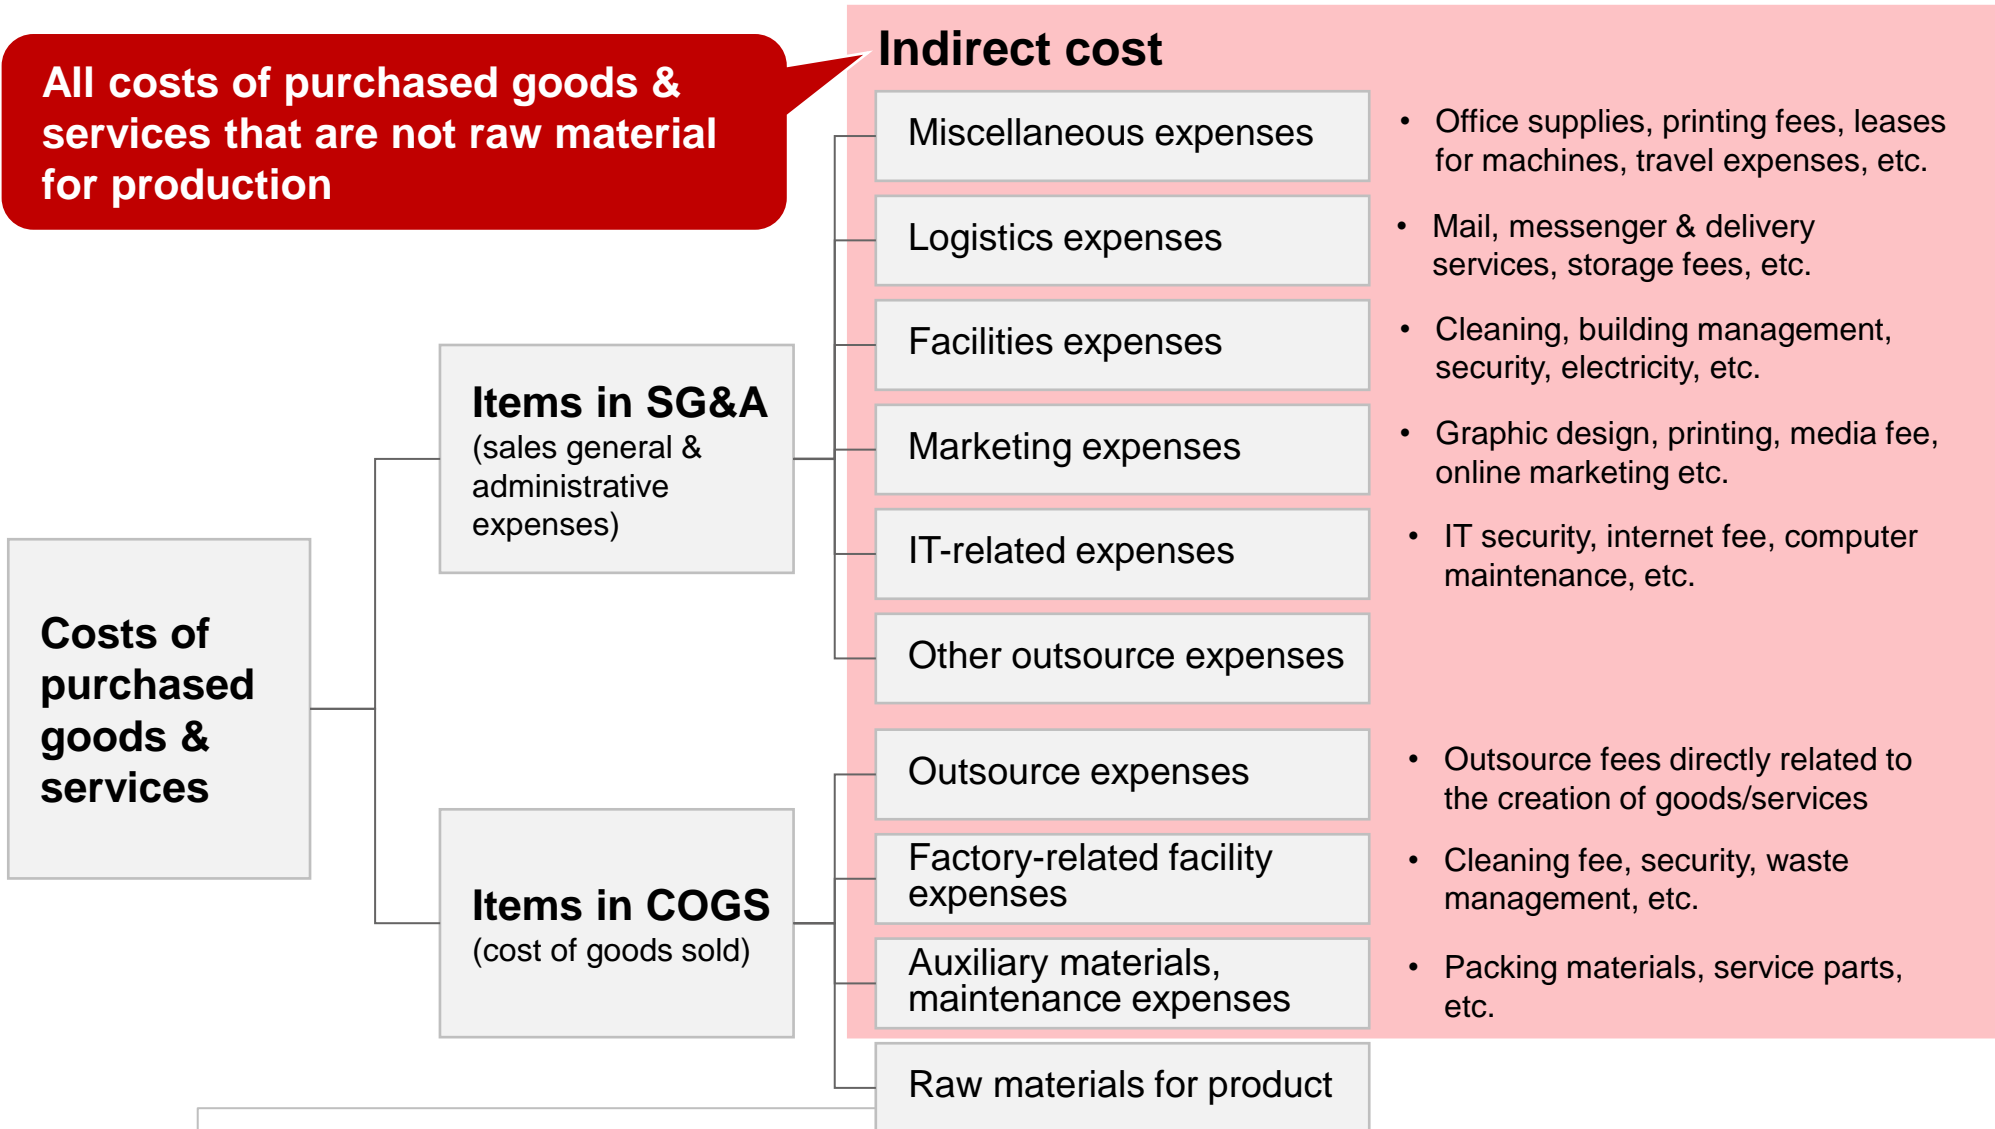 Indirect cost
All costs of purchased goods &
services that are not raw material
for production
Miscellaneous expenses
• Office supplies, printing fees, leases
for machines, travel expenses, etc.
Logistics expenses
• Mail, messenger & delivery
services, storage fees, etc.
Facilities expenses
• Cleaning, building management,
security, electricity, etc.
Items in SG&A
(sales general &
administrative
expenses)
Marketing expenses
• Graphic design, printing, media fee,
online marketing etc.
IT-related expenses
• IT security, internet fee, computer
maintenance, etc.
Other outsource expenses
Costs of
purchased
goods &
services
Outsource expenses
• Outsource fees directly related to
the creation of goods/services
Items in COGS
(cost of goods sold)
Factory-related facility
expenses
• Cleaning fee, security, waste
management, etc.
Auxiliary materials,
maintenance expenses
• Packing materials, service parts,
etc.
Raw materials for product